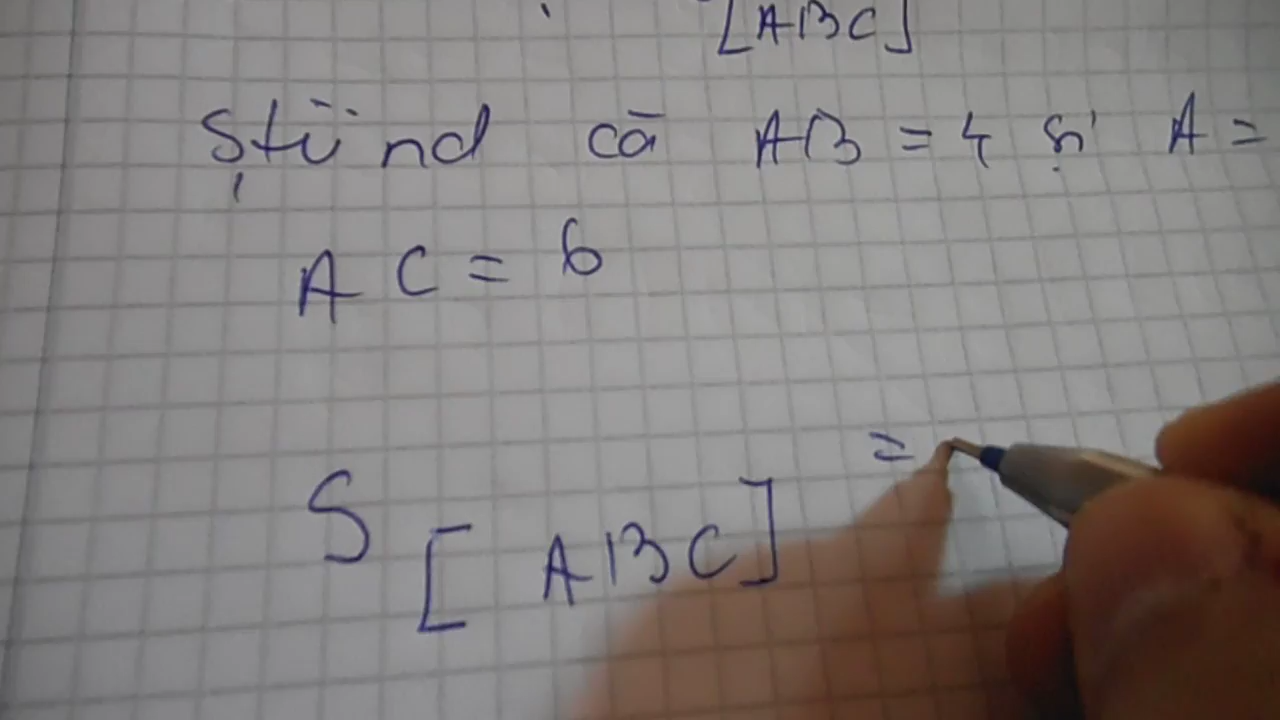 [ABC]
Știind că AB = 4 și A =
AC = 6
S [ABC] =